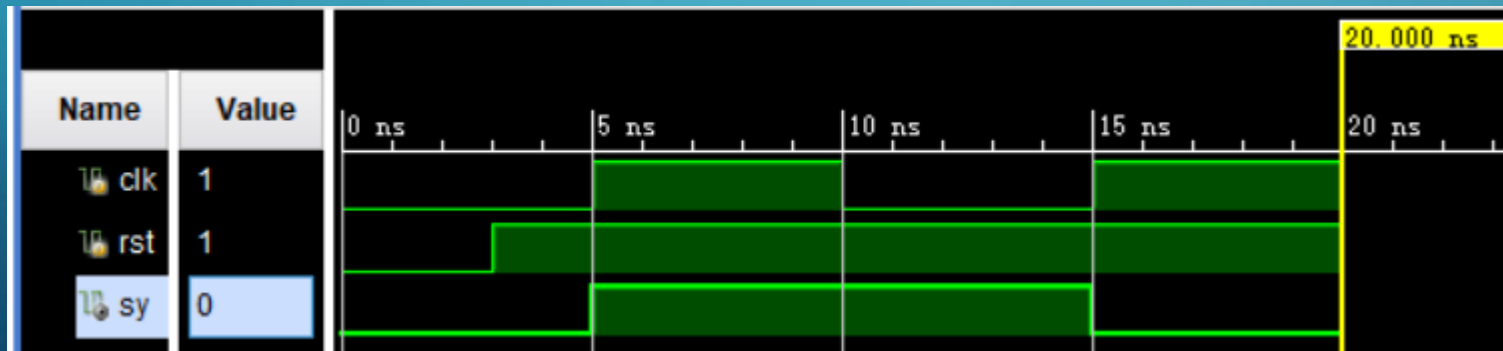 20.000 ns
Name Value
0 ns 5 ns 10 ns 15 ns 20 ns
clk 1
rst 1
sy 0